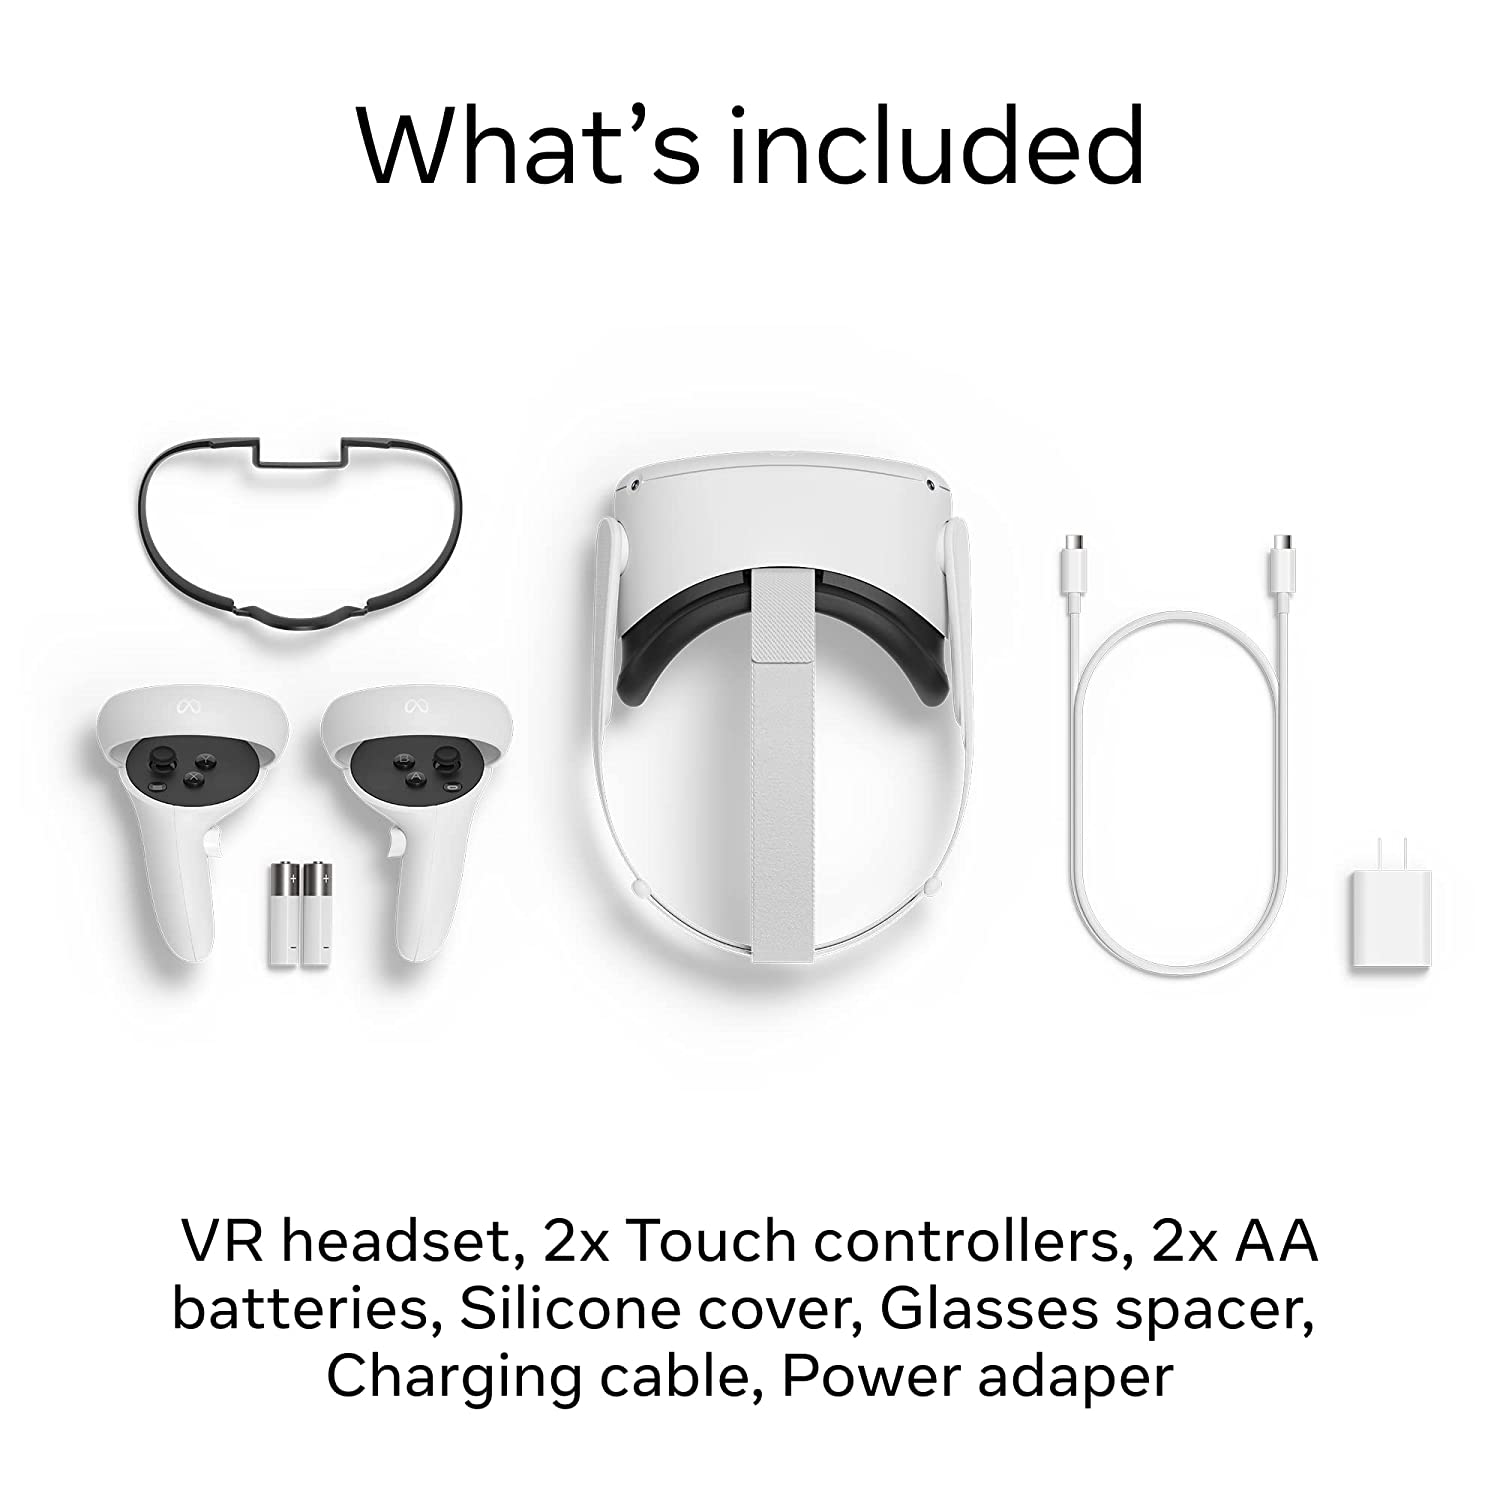 What’s included
Y
X
B
A
+ +
- -
VR headset, 2x Touch controllers, 2x AA
batteries, Silicone cover, Glasses spacer,
Charging cable, Power adaper